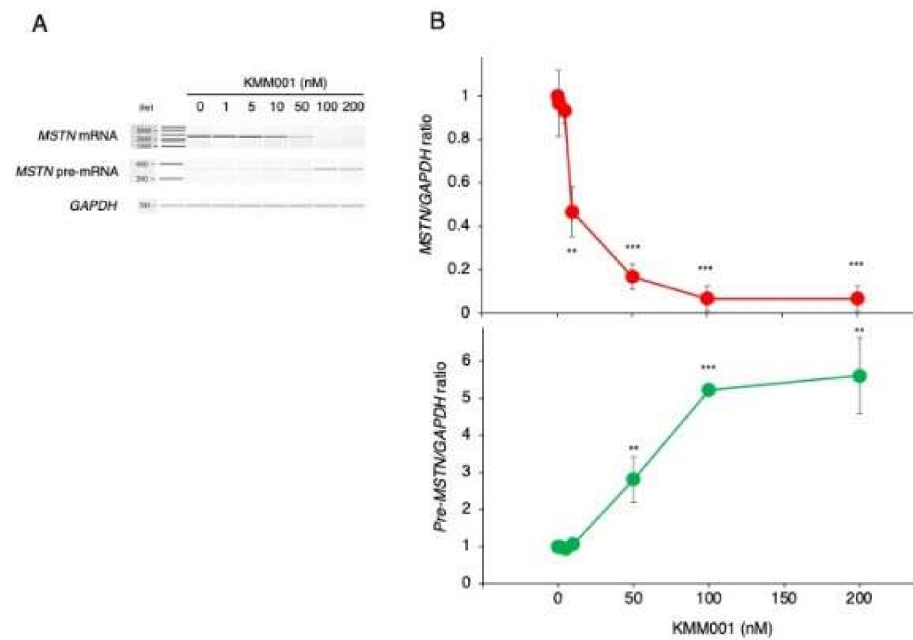 A
KMM001 (nM)
0 1 5 10 50 100 200
MSTN mRNA
MSTN pre-mRNA
GAPDH
B
MSTN/GAPDH ratio
1
0.8
0.6
0.4
0.2
0
**
***
***
***
Pre-MSTN/GAPDH ratio
6
5
4
3
2
1
0
**
***
**
0 50 100 150 200
KMM001 (nM)